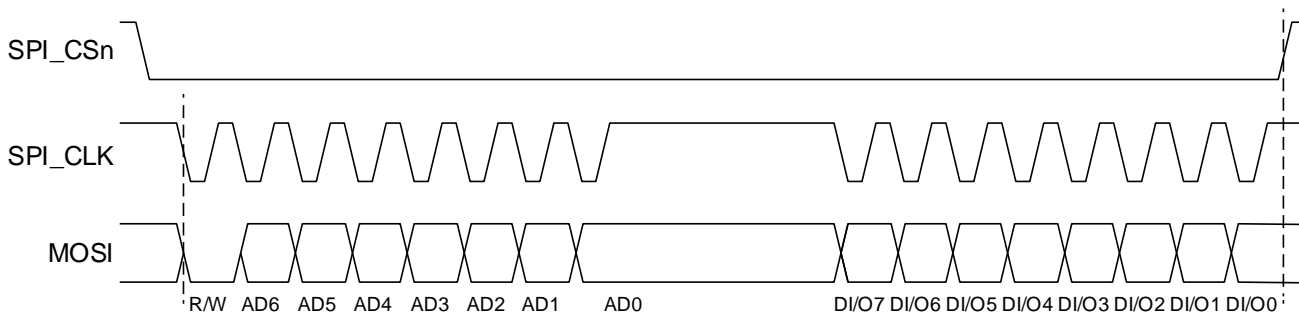 SPI_CSn
SPI_CLK
MOSI
R/W AD6 AD5 AD4 AD3 AD2 AD1 AD0 DI/O7 DI/O6 DI/O5 DI/O4 DI/O3 DI/O2 DI/O1 DI/O0